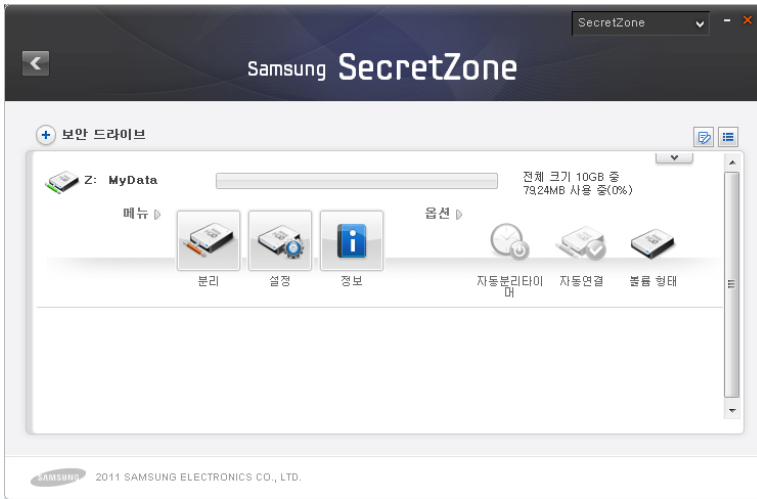 SecretZone
Samsung SecretZone
보안 드라이브
Z: MyData
전체 크기 10GB 중
79,24MB 사용 중(0%)
메뉴
옵션
분리
설정
정보
자동분리타이
머
자동연결
볼륨 형태
SAMSUNG 2011 SAMSUNG ELECTRONICS CO., LTD.